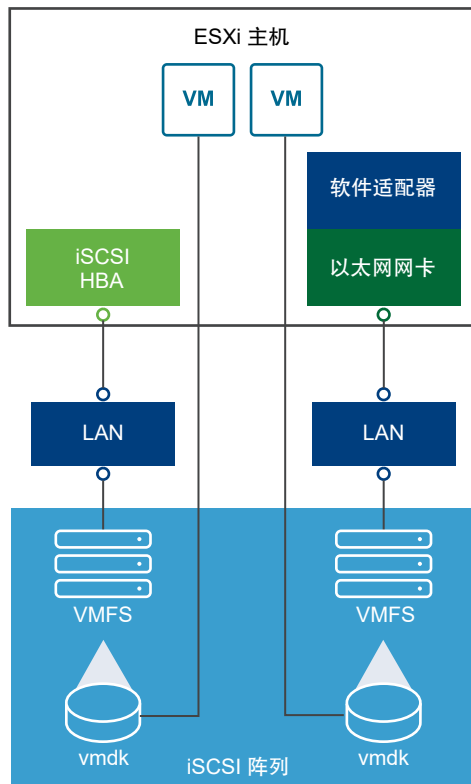 ESXi 主机
VM
VM
软件适配器
iSCSI
HBA
以太网网卡
LAN
LAN
VMFS
VMFS
vmdk
vmdk
iSCSI 阵列